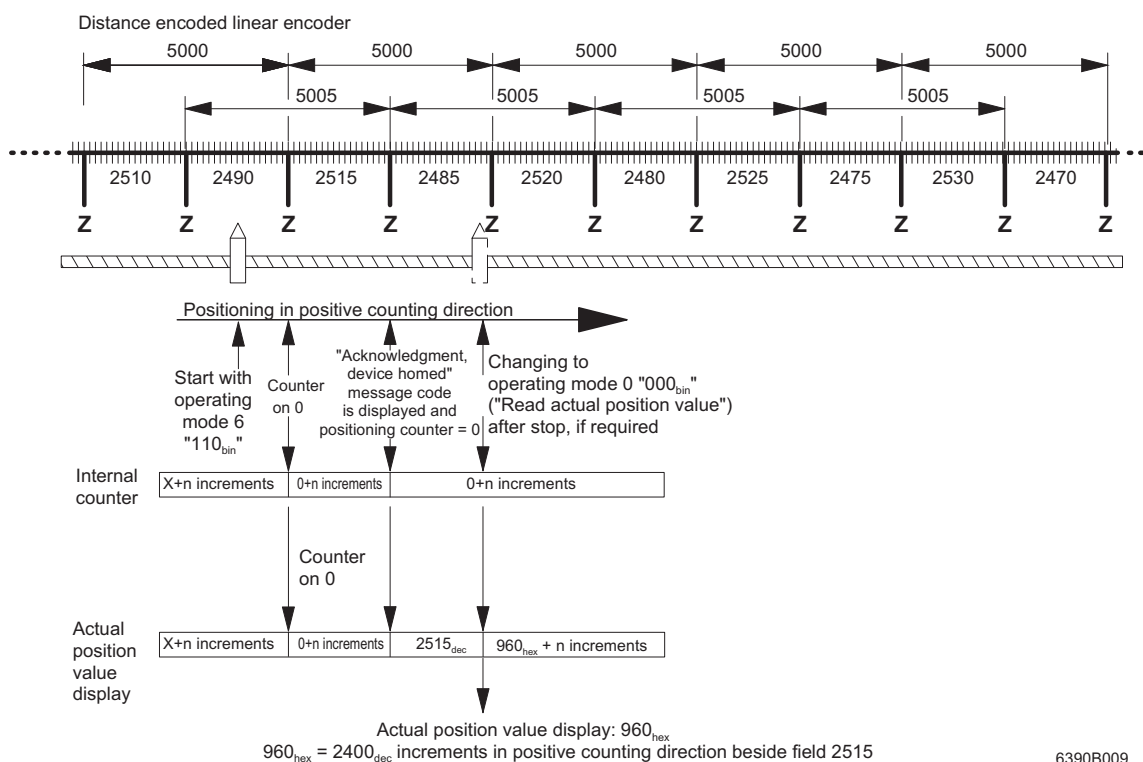 Distance encoded linear encoder
5000 5000 5000 5000 5000
5005 5005 5005 5005
2510 2490 2515 2485 2520 2480 2525 2475 2530 2470
Z Z Z Z Z Z Z Z Z Z Z
Positioning in positive counting direction
Start with
operating
mode 6
"110bin"
Counter
on 0
"Acknowledgment,
device homed"
message code
is displayed and
positioning counter = 0
Changing to
operating mode 0 "000bin"
("Read actual position value")
after stop, if required
Internal
counter
X+n increments 0+n increments 0+n increments
Counter
on 0
Actual
position
value
display
X+n increments 0+n increments 2515dec 960hex + n increments
Actual position value display: 960hex
960hex = 2400dec increments in positive counting direction beside field 2515
6390B009